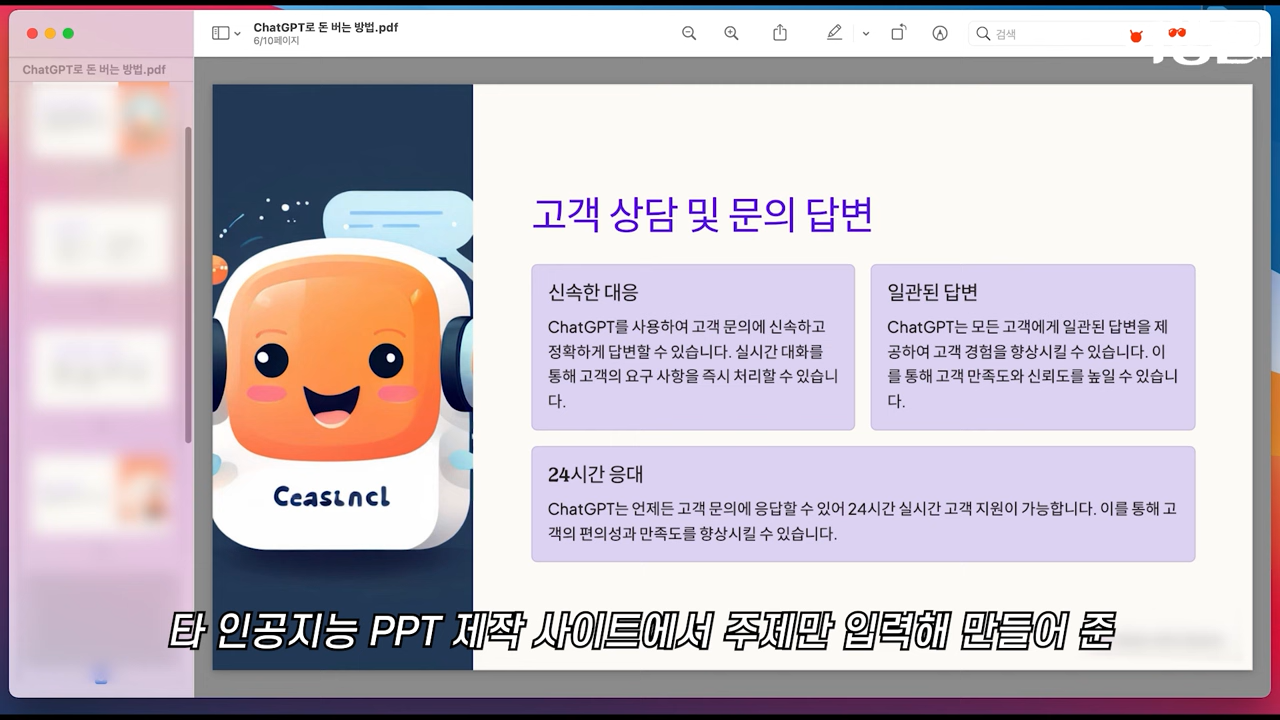 ChatGPT로 돈 버는 방법.pdf
6/10페이지
검색
ChatGPT로 돈 버는 방법.pdf
고객 상담 및 문의 답변
신속한 대응
ChatGPT를 사용하여 고객 문의에 신속하고
정확하게 답변할 수 있습니다. 실시간 대화를
통해 고객의 요구 사항을 즉시 처리할 수 있습니
다.
일관된 답변
ChatGPT는 모든 고객에게 일관된 답변을 제
공하여 고객 경험을 향상시킬 수 있습니다. 이
를 통해 고객 만족도와 신뢰도를 높일 수 있습니
다.
24시간 응대
ChatGPT는 언제든 고객 문의에 응답할 수 있어 24시간 실시간 고객 지원이 가능합니다. 이를 통해 고
객의 편의성과 만족도를 향상시킬 수 있습니다.
타 인공지능 PPT 제작 사이트에서 주제만 입력해 만들어 준